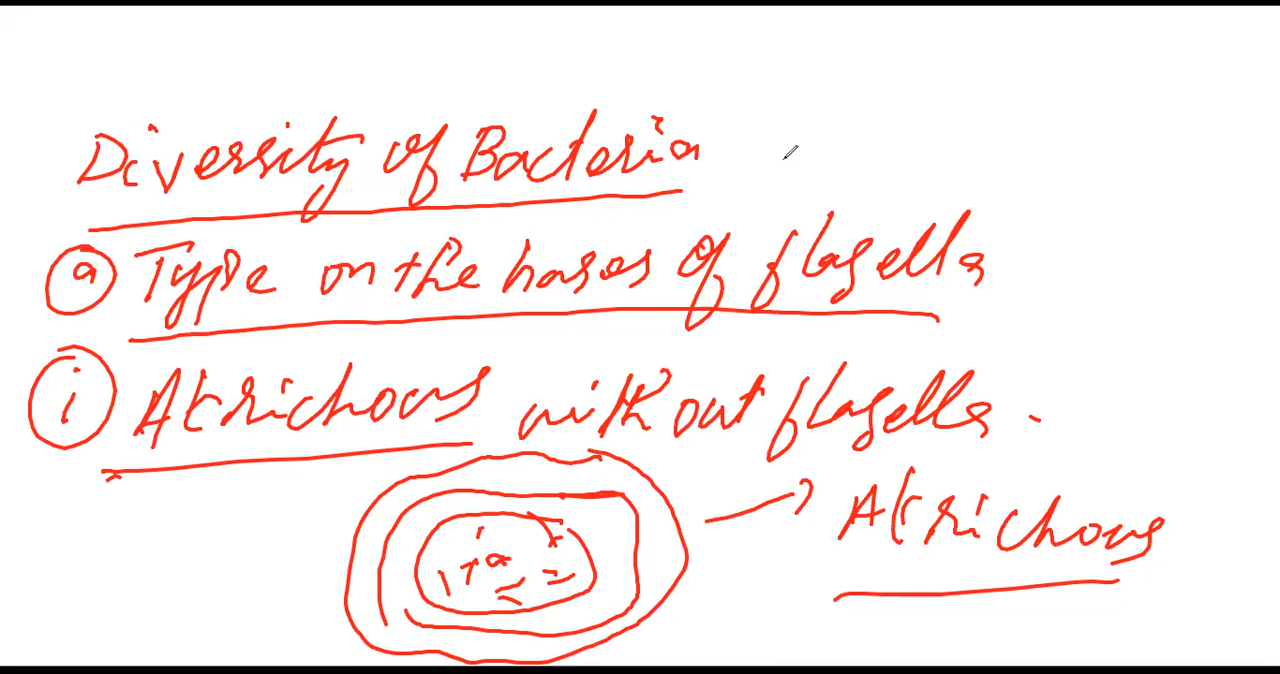 Diversity of Bacteria
a Type on the bases of flagella
i Atrichous without flagella.
Atrichous